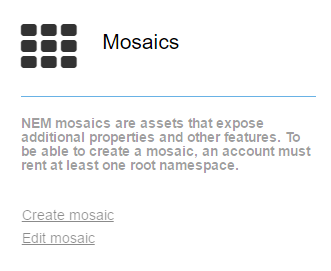 Mosaics
NEM mosaics are assets that expose
additional properties and other features. To
be able to create a mosaic, an account must
rent at least one root namespace.
Create mosaic
Edit mosaic